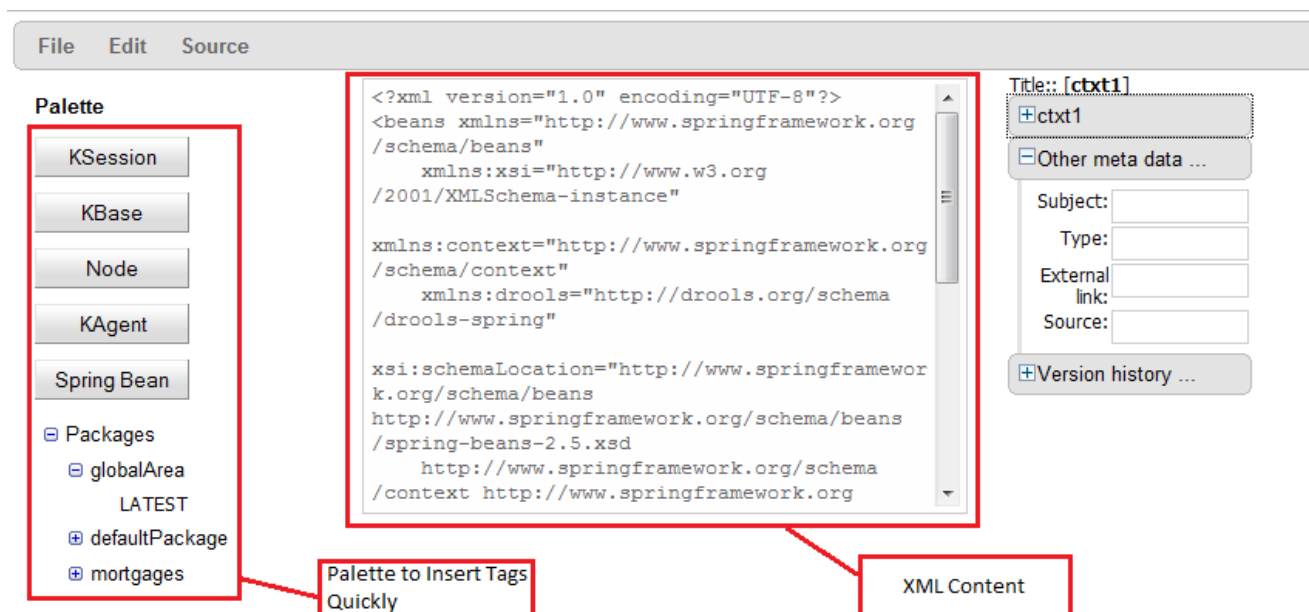 File Edit Source
Palette
KSession
KBase
Node
KAgent
Spring Bean
Packages
globalArea
LATEST
defaultPackage
mortgages
Palette to Insert Tags
Quickly
<?xml version="1.0" encoding="UTF-8"?>
<beans xmlns="http://www.springframework.org
/schema/beans"
xmlns:xsi="http://www.w3.org
/2001/XMLSchema-instance"
xmlns:context="http://www.springframework.org
/schema/context"
xmlns:drools="http://drools.org/schema
/drools-spring"
xsi:schemaLocation="http://www.springframewor
k.org/schema/beans
http://www.springframework.org/schema/beans
/spring-beans-2.5.xsd
http://www.springframework.org/schema
/context http://www.springframework.org
XML Content
Title:: [ctxt1]
ctxt1
Other meta data ...
Subject:
Type:
External
link:
Source:
Version history ...